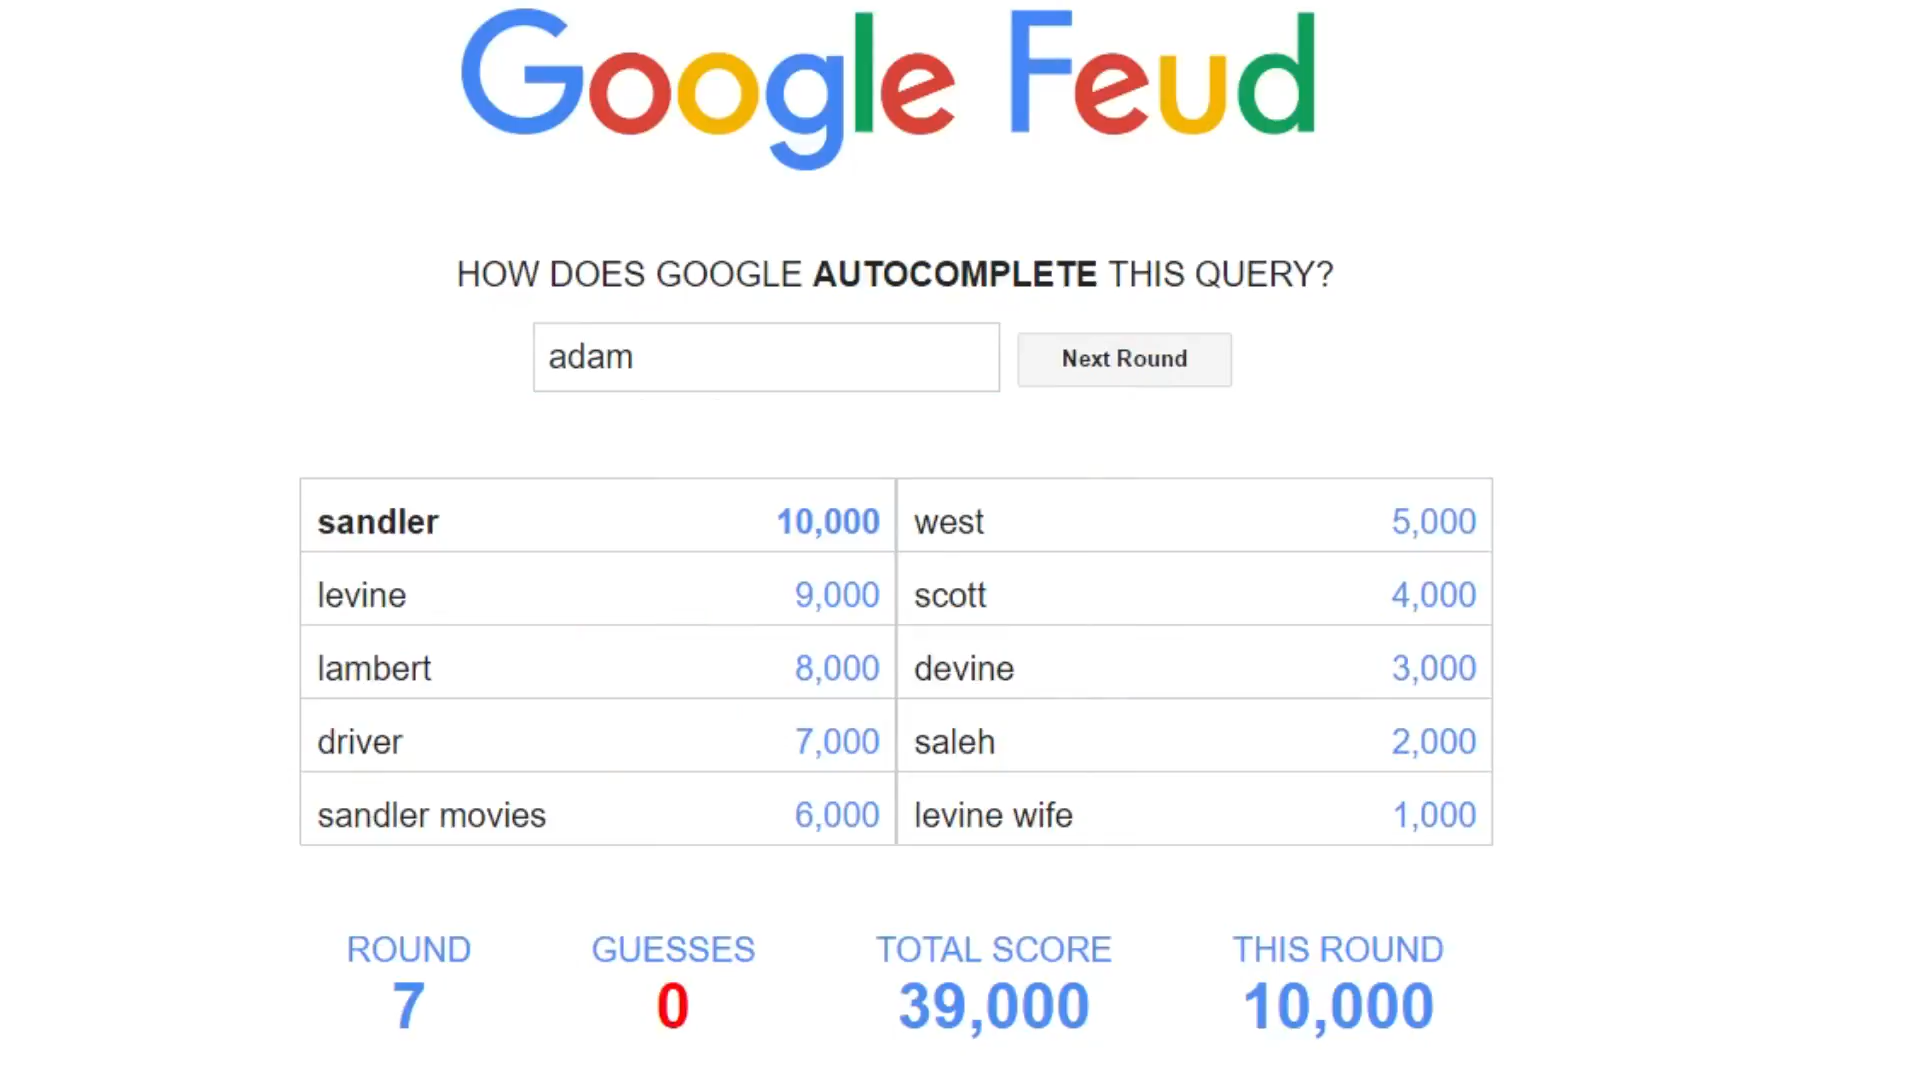 Google Feud
HOW DOES GOOGLE AUTOCOMPLETE THIS QUERY?
adam
Next Round
sandler 10,000
levine 9,000
lambert 8,000
driver 7,000
sandler movies 6,000
west 5,000
scott 4,000
devine 3,000
saleh 2,000
levine wife 1,000
ROUND
7
GUESSES
0
TOTAL SCORE
39,000
THIS ROUND
10,000